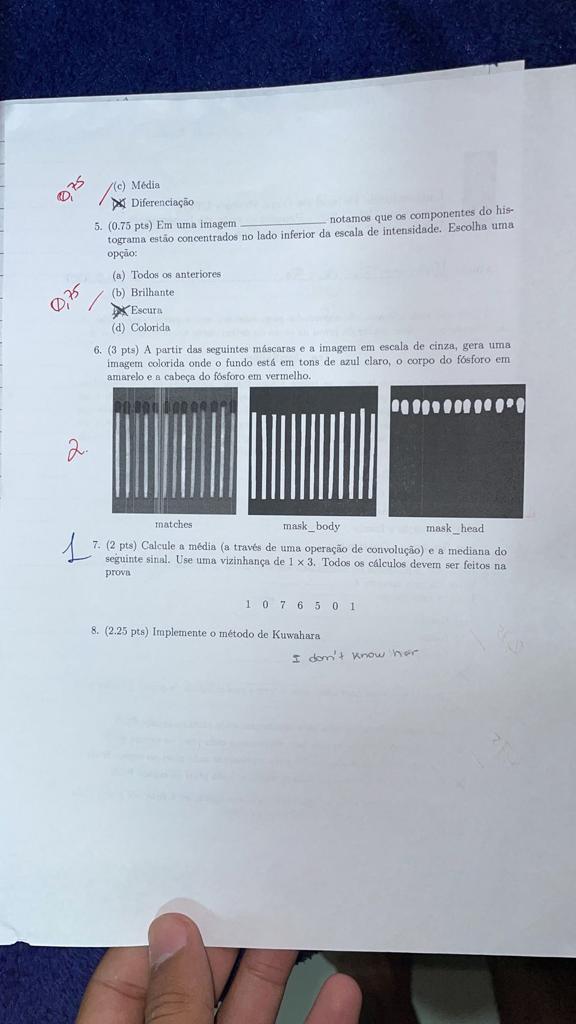 0,75
(c) Média
Diferenciação
5. (0.75 pts) Em uma imagem ______________ notamos que os componentes do his-
tograma estão concentrados no lado inferior da escala de intensidade. Escolha uma
opção:
(a) Todos os anteriores
0,75
(b) Brilhante
Escura
(d) Colorida
6. (3 pts) A partir das seguintes máscaras e a imagem em escala de cinza, gera uma
imagem colorida onde o fundo está em tons de azul claro, o corpo do fósforo em
amarelo e a cabeça do fósforo em vermelho.
2.
matches
mask_body
mask_head
1
7. (2 pts) Calcule a média (a través de uma operação de convolução) e a mediana do
seguinte sinal. Use uma vizinhança de 1 × 3. Todos os cálculos devem ser feitos na
prova
1 0 7 6 5 0 1
8. (2.25 pts) Implemente o método de Kuwahara
I don't know her